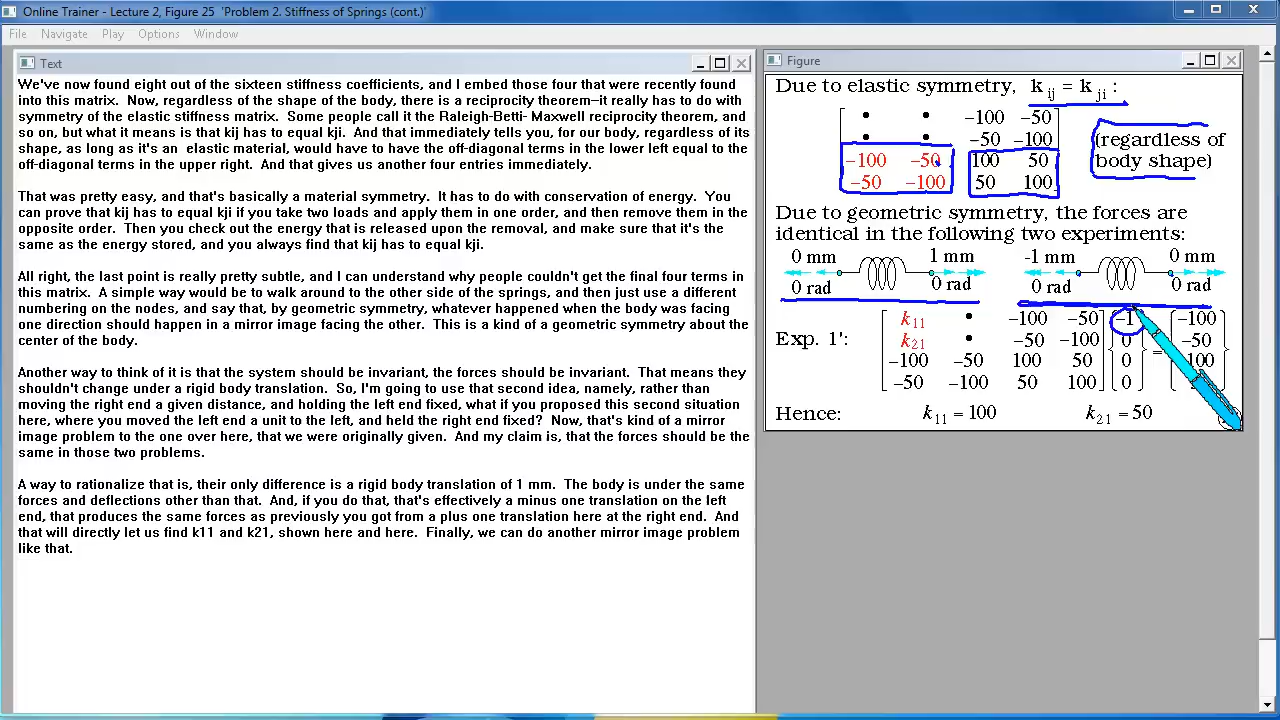 Online Trainer - Lecture 2, Figure 25 'Problem 2. Stiffness of Springs (cont.)'
File Navigate Play Options Window
Text
We've now found eight out of the sixteen stiffness coefficients, and I embed those four that were recently found
into this matrix. Now, regardless of the shape of the body, there is a reciprocity theorem--it really has to do with
symmetry of the elastic stiffness matrix. Some people call it the Raleigh-Betti- Maxwell reciprocity theorem, and
so on, but what it means is that kij has to equal kji. And that immediately tells you, for our body, regardless of its
shape, as long as it's an elastic material, would have to have the off-diagonal terms in the lower left equal to the
off-diagonal terms in the upper right. And that gives us another four entries immediately.
That was pretty easy, and that's basically a material symmetry. It has to do with conservation of energy. You
can prove that kij has to equal kji if you take two loads and apply them in one order, and then remove them in the
opposite order. Then you check out the energy that is released upon the removal, and make sure that it's the
same as the energy stored, and you always find that kij has to equal kji.
All right, the last point is really pretty subtle, and I can understand why people couldn't get the final four terms in
this matrix. A simple way would be to walk around to the other side of the springs, and then just use a different
numbering on the nodes, and say that, by geometric symmetry, whatever happened when the body was facing
one direction should happen in a mirror image facing the other. This is a kind of a geometric symmetry about the
center of the body.
Another way to think of it is that the system should be invariant, the forces should be invariant. That means they
shouldn't change under a rigid body translation. So, I'm going to use that second idea, namely, rather than
moving the right end a given distance, and holding the left end fixed, what if you proposed this second situation
here, where you moved the left end a unit to the left, and held the right end fixed? Now, that's kind of a mirror
image problem to the one over here, that we were originally given. And my claim is, that the forces should be the
same in those two problems.
A way to rationalize that is, their only difference is a rigid body translation of 1 mm. The body is under the same
forces and deflections other than that. And, if you do that, that's effectively a minus one translation on the left
end, that produces the same forces as previously you got from a plus one translation here at the right end. And
that will directly let us find k11 and k21, shown here and here. Finally, we can do another mirror image problem
like that.
Figure
Due to elastic symmetry, k ij = k ji :
• • -100 -50
• • -50 -100
-100 -50 100 50
-50 -100 50 100
(regardless of
body shape)
Due to geometric symmetry, the forces are
identical in the following two experiments:
0 mm 1 mm -1 mm 0 mm
0 rad 0 rad 0 rad 0 rad
k11 • -100 -50 -1 -100
Exp. 1': k21 • -50 -100 0 = -50
-100 -50 100 50 0 100
-50 -100 50 100 0
Hence: k11 = 100 k21 = 50